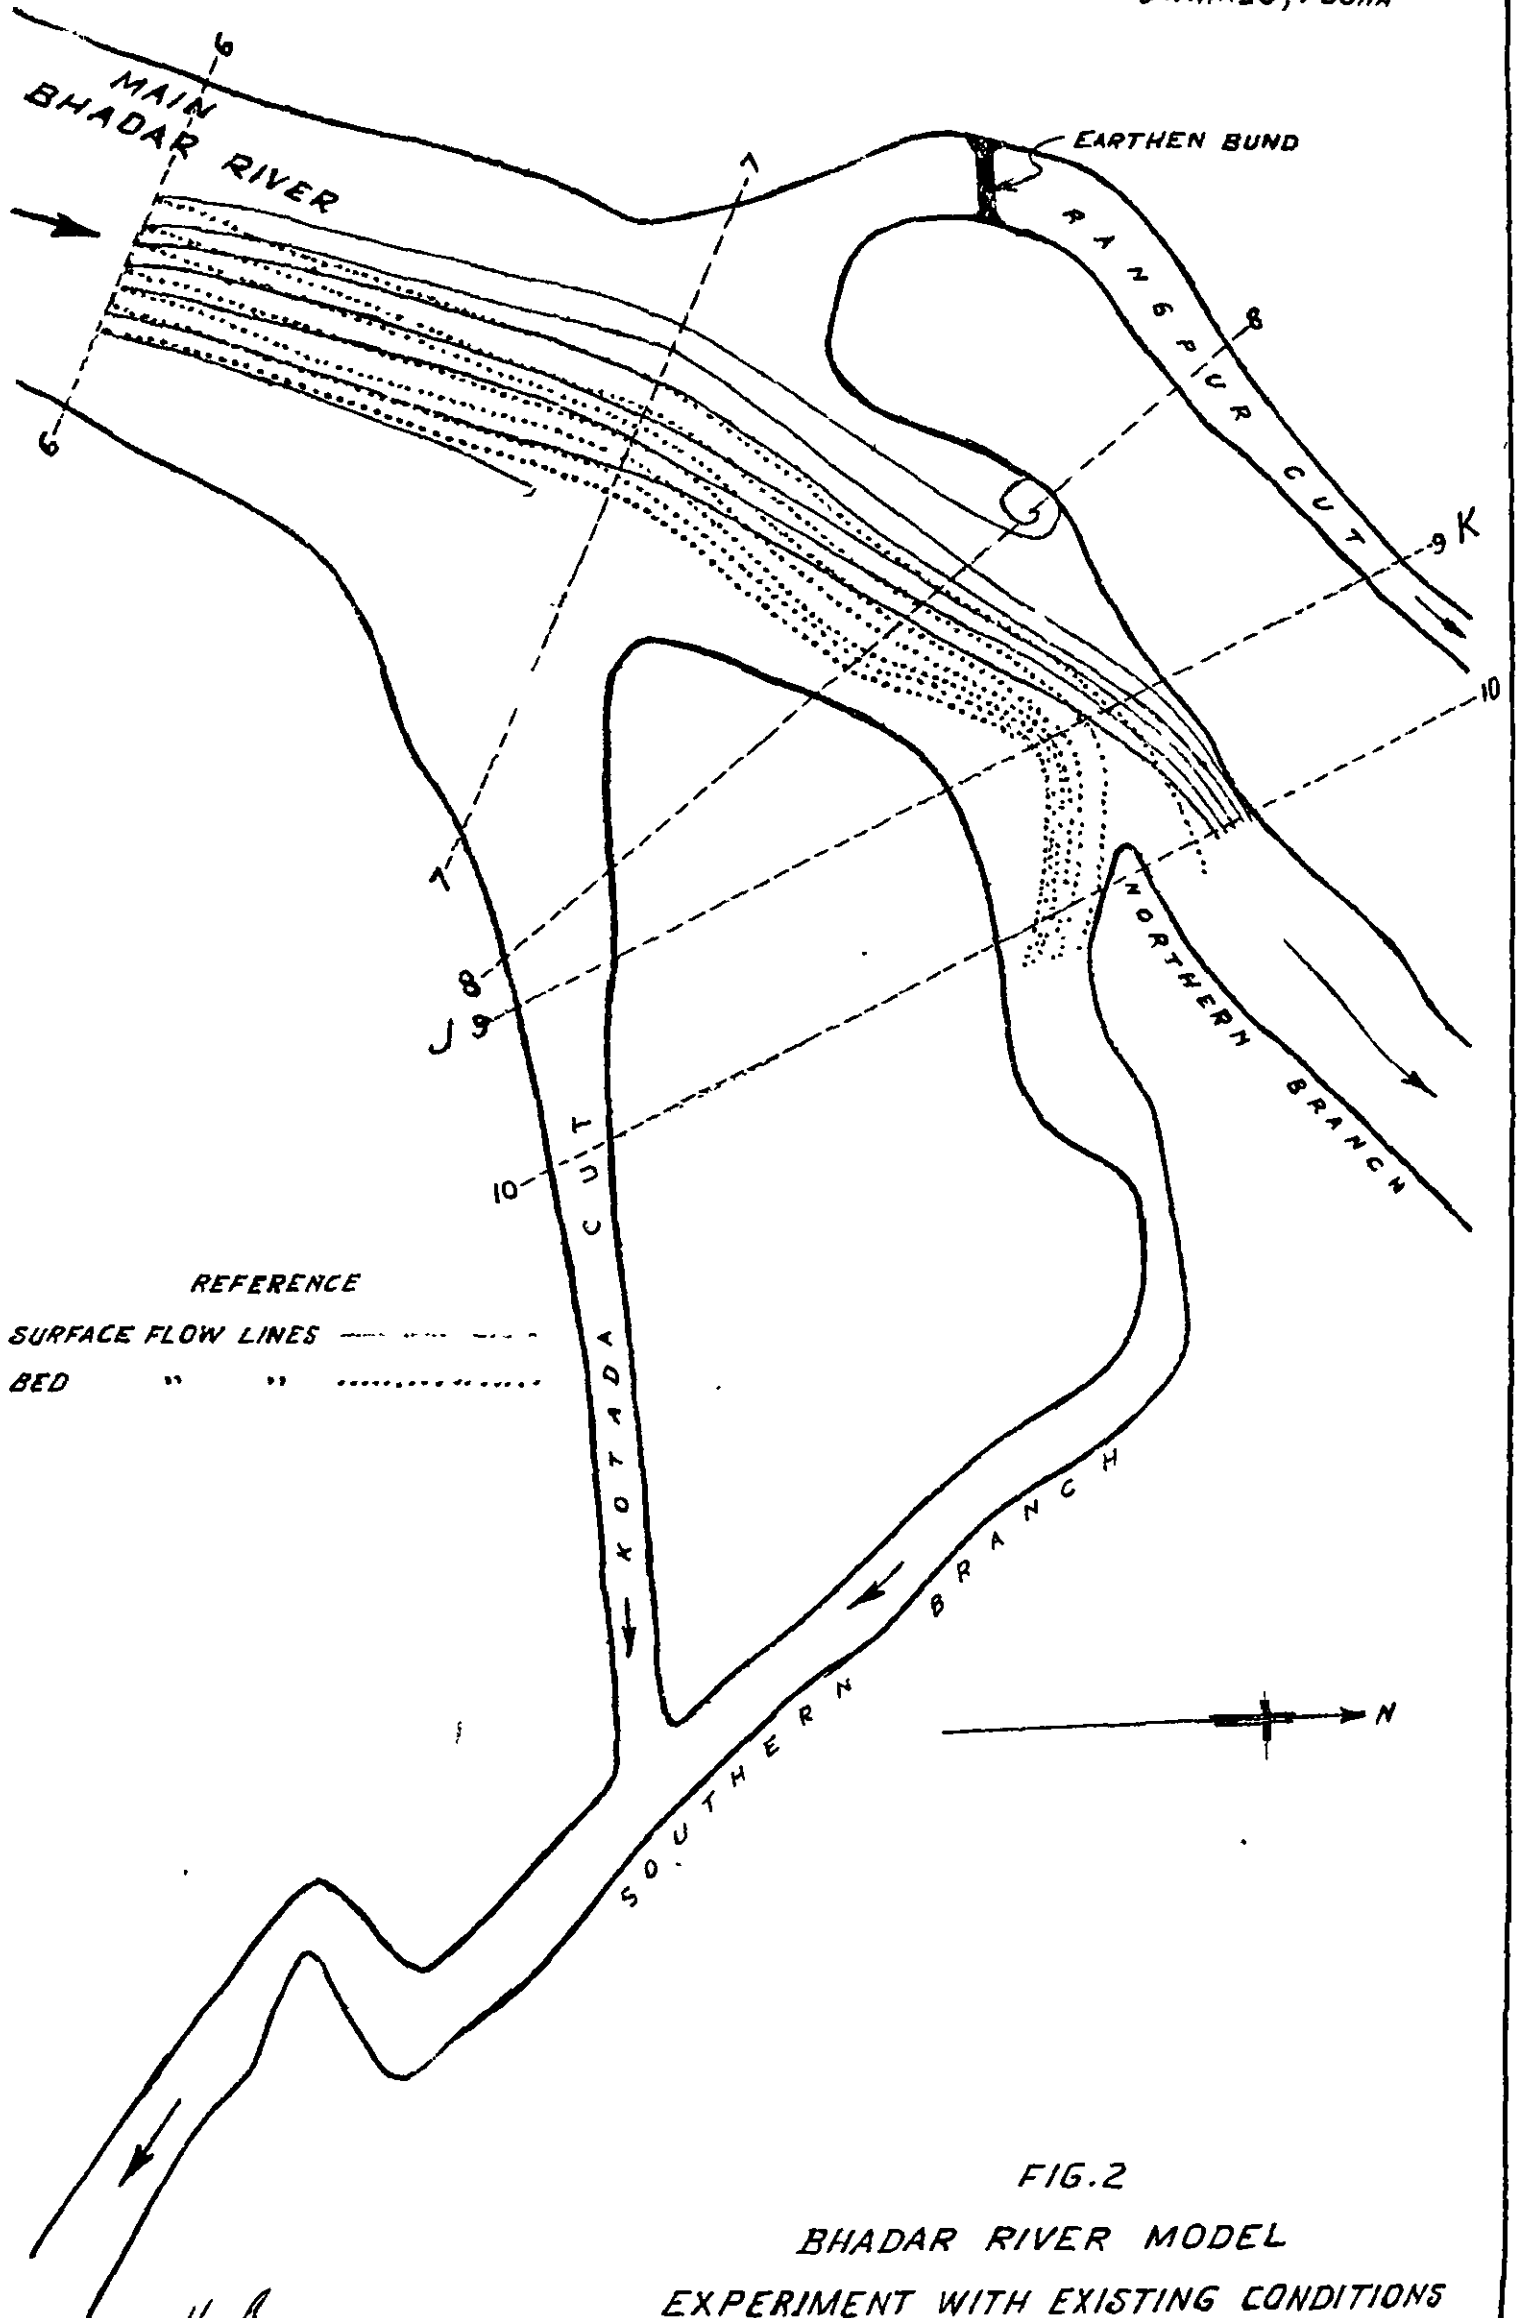 6
MAIN
BHADAR RIVER
7
EARTHEN BUND
RANGPUR CUT
8
6
9 K
10
7
8
J 9
10
NORTHERN BRANCH
KOTADA CUT
REFERENCE
SURFACE FLOW LINES
BED " "
SOUTHERN BRANCH
N
FIG.2
BHADAR RIVER MODEL
EXPERIMENT WITH EXISTING CONDITIONS